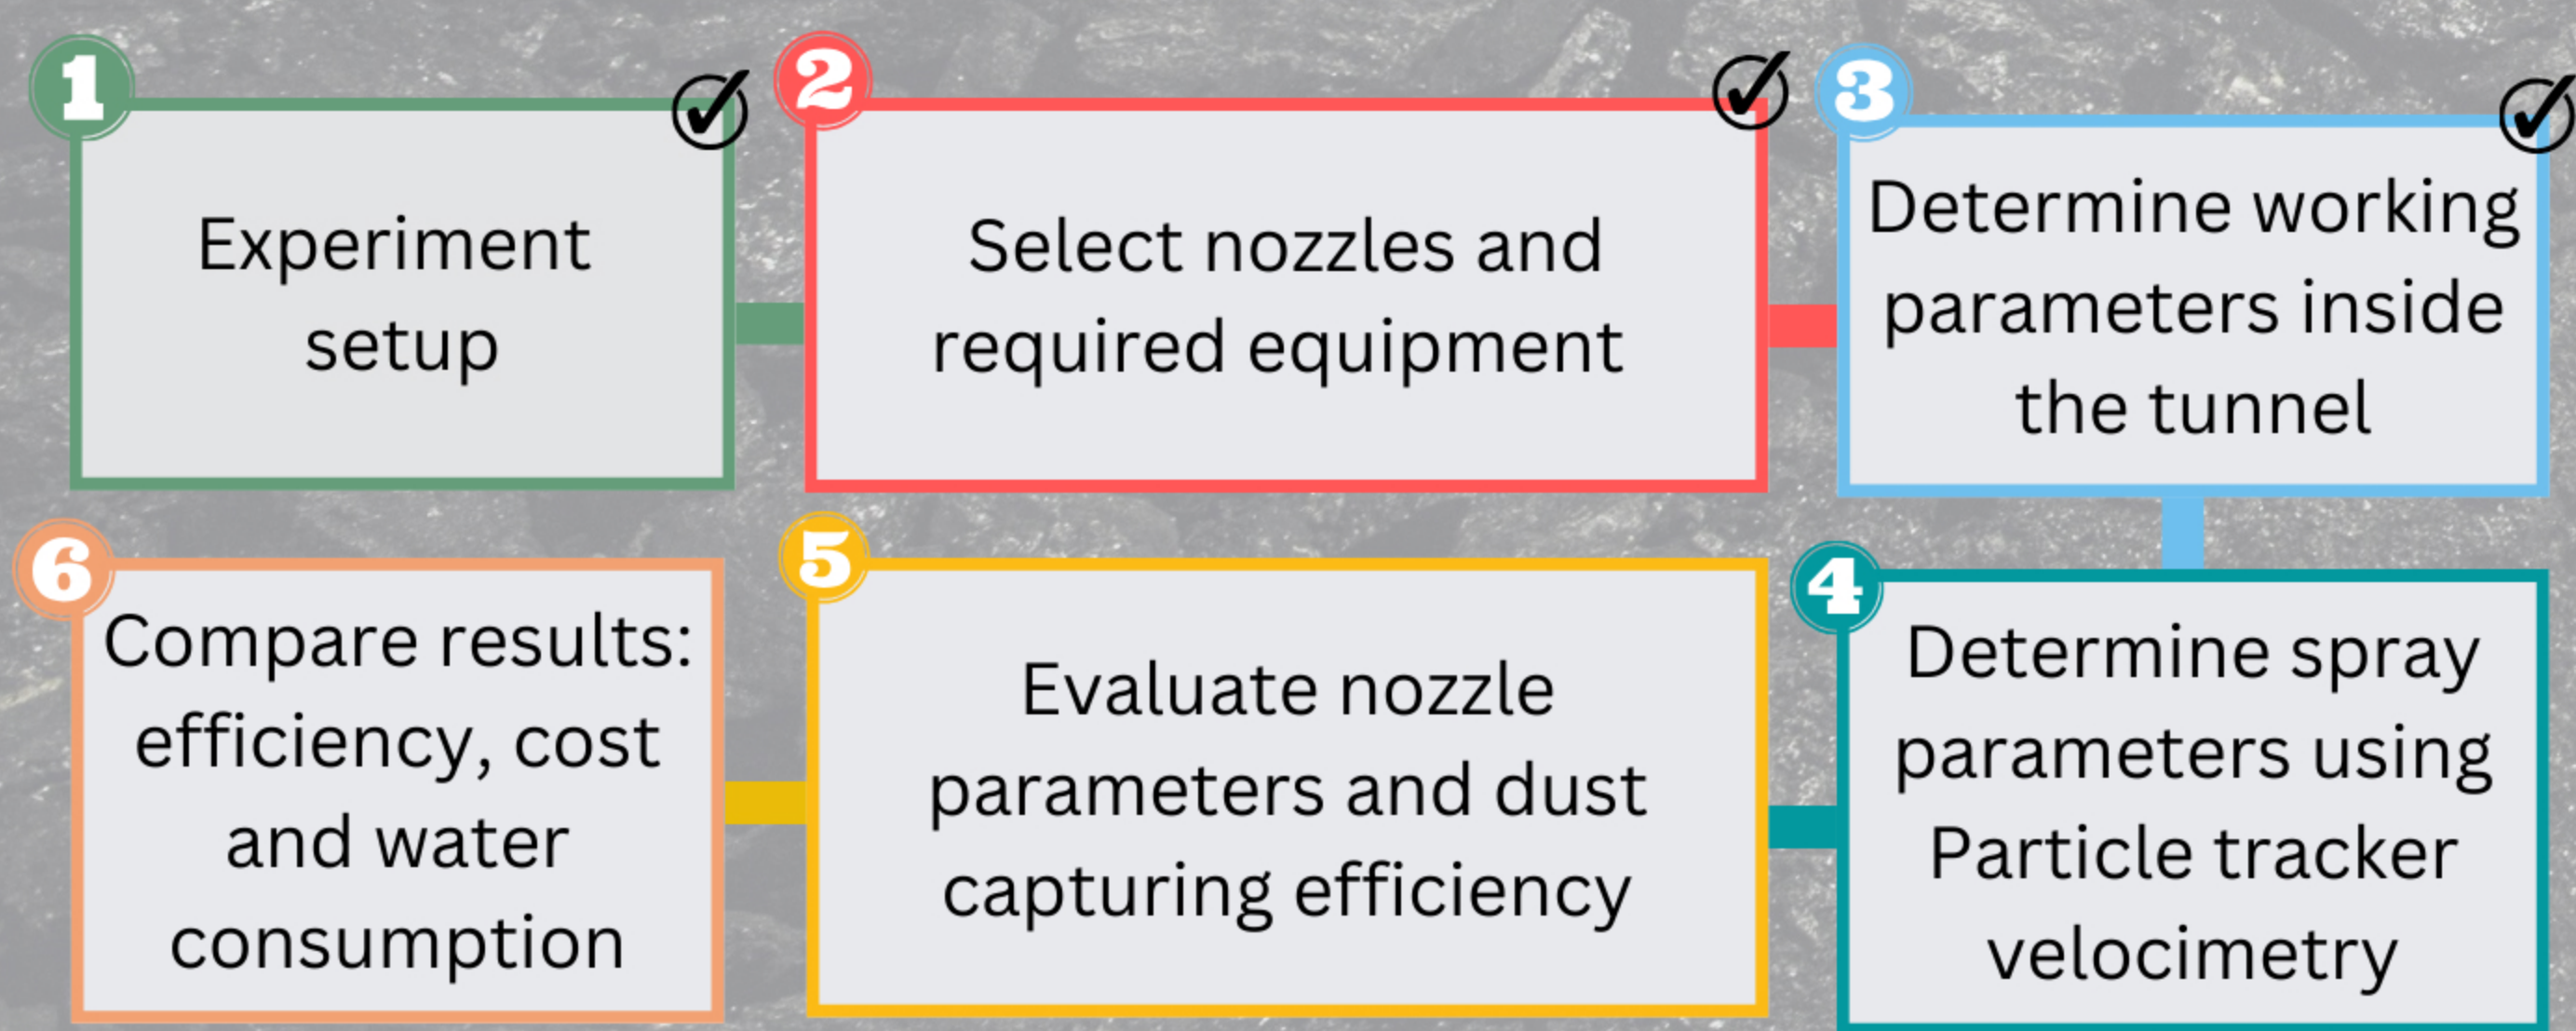 1
Experiment
setup
2
Select nozzles and
required equipment
3
Determine working
parameters inside
the tunnel
4
Determine spray
parameters using
Particle tracker
velocimetry
5
Evaluate nozzle
parameters and dust
capturing efficiency
6
Compare results:
efficiency, cost
and water
consumption